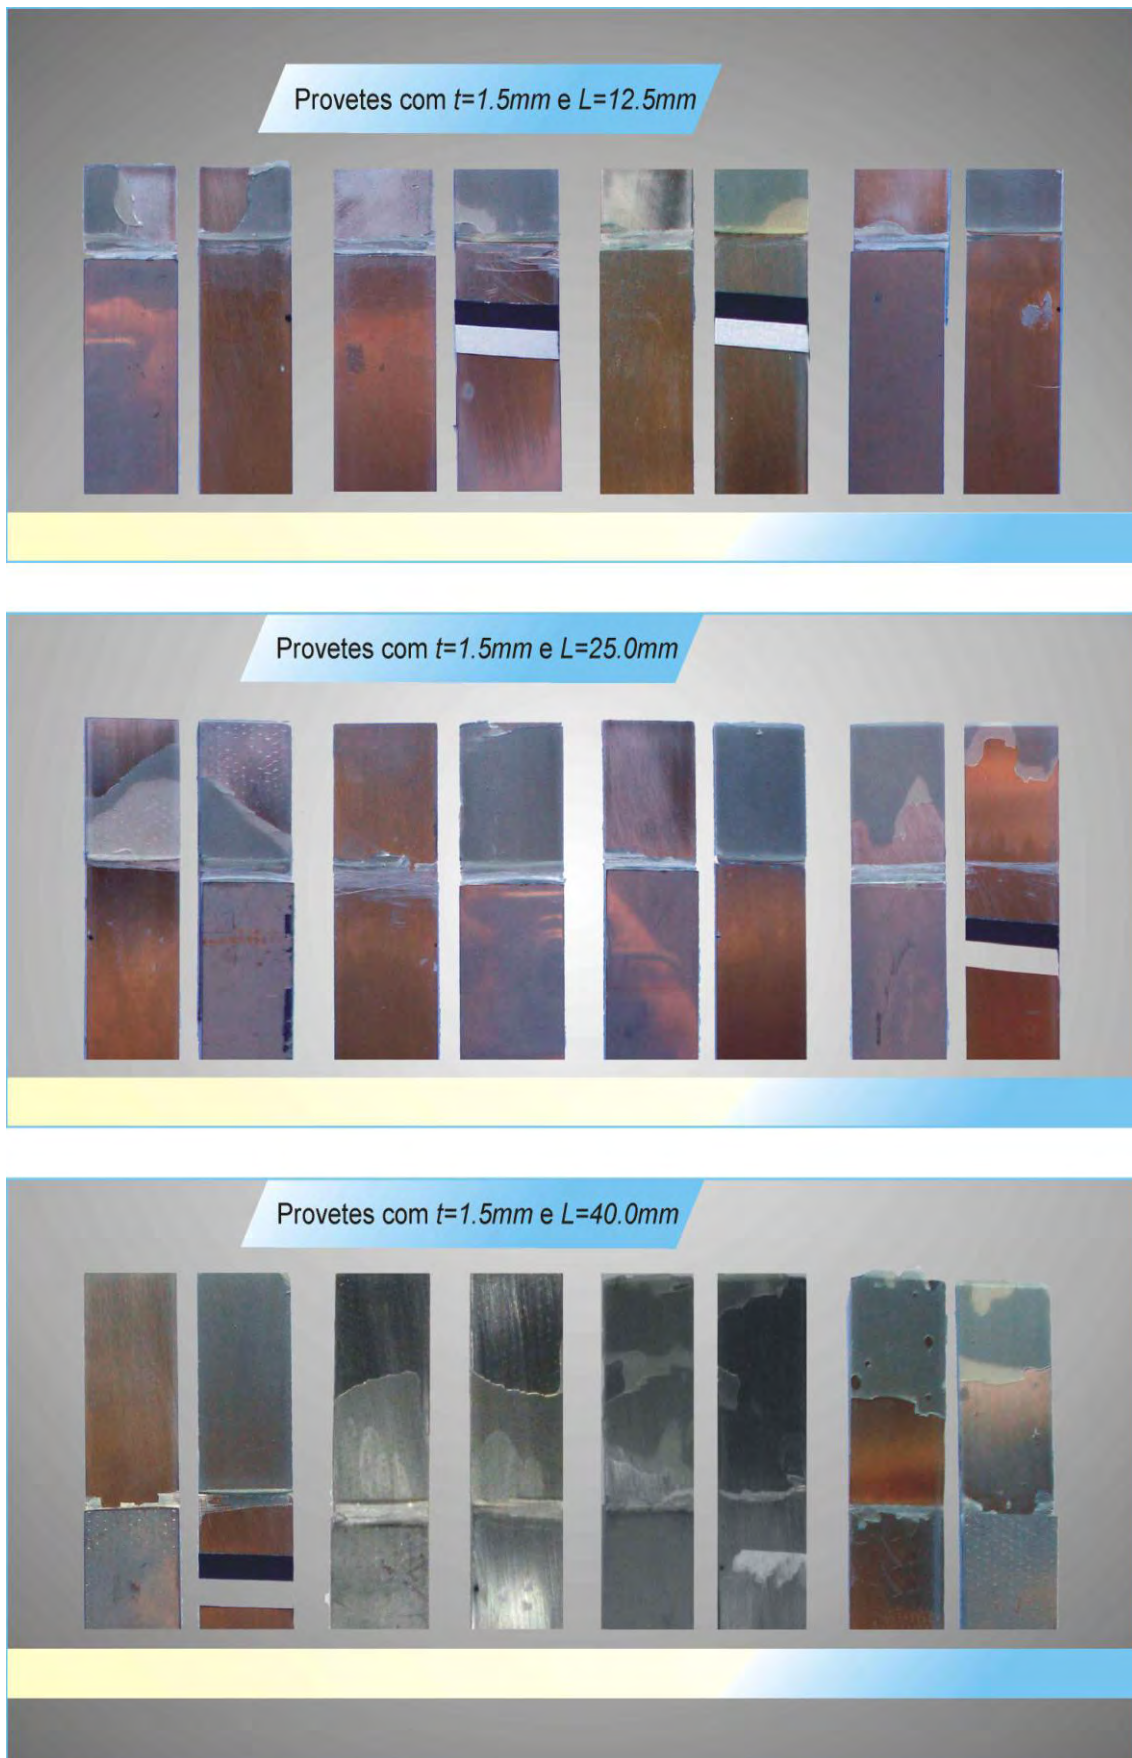 Provetes com t=1.5mm e L=12.5mm
Provetes com t=1.5mm e L=25.0mm
Provetes com t=1.5mm e L=40.0mm